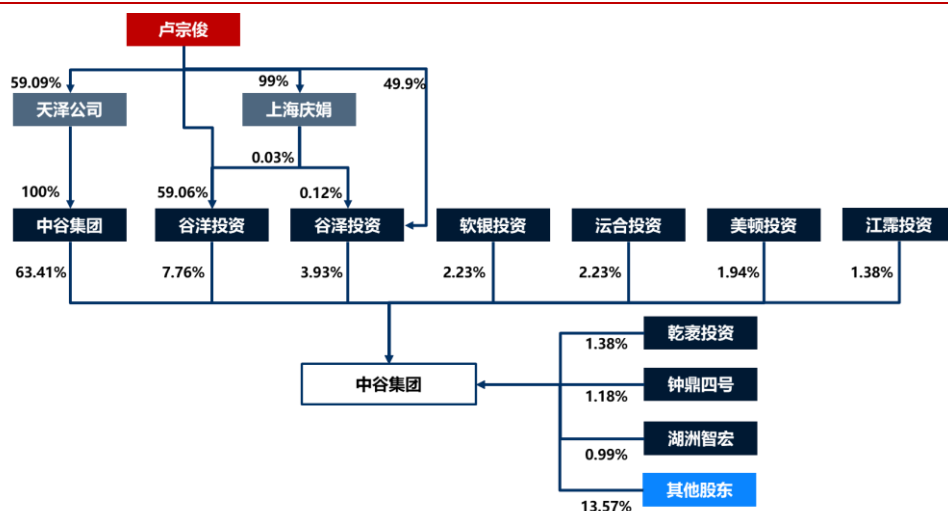 卢宗俊
59.09%
99%
49.9%
天泽公司
上海庆娟
0.03%
100%
59.06%
0.12%
中谷集团
谷洋投资
谷泽投资
软银投资
沄合投资
美顿投资
江霈投资
63.41%
7.76%
3.93%
2.23%
2.23%
1.94%
1.38%
乾袤投资
1.38%
中谷集团
钟鼎四号
1.18%
湖洲智宏
0.99%
其他股东
13.57%